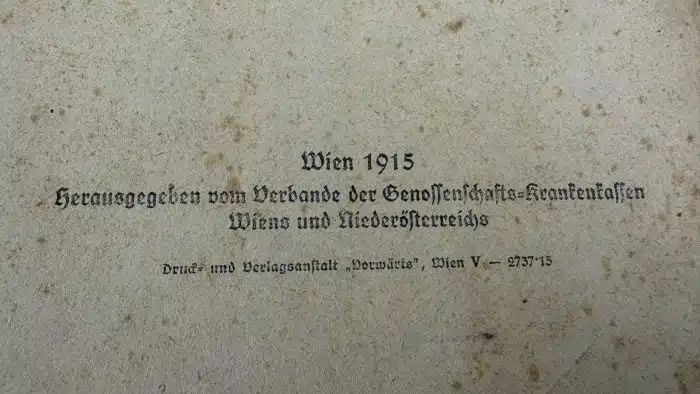 Wien 1915
Herausgegeben vom Verbande der Genossenschafts-Krankenkassen
Wiens und Niederösterreichs
Druck- und Verlagsanstalt „Vorwärts", Wien V — 2737·15